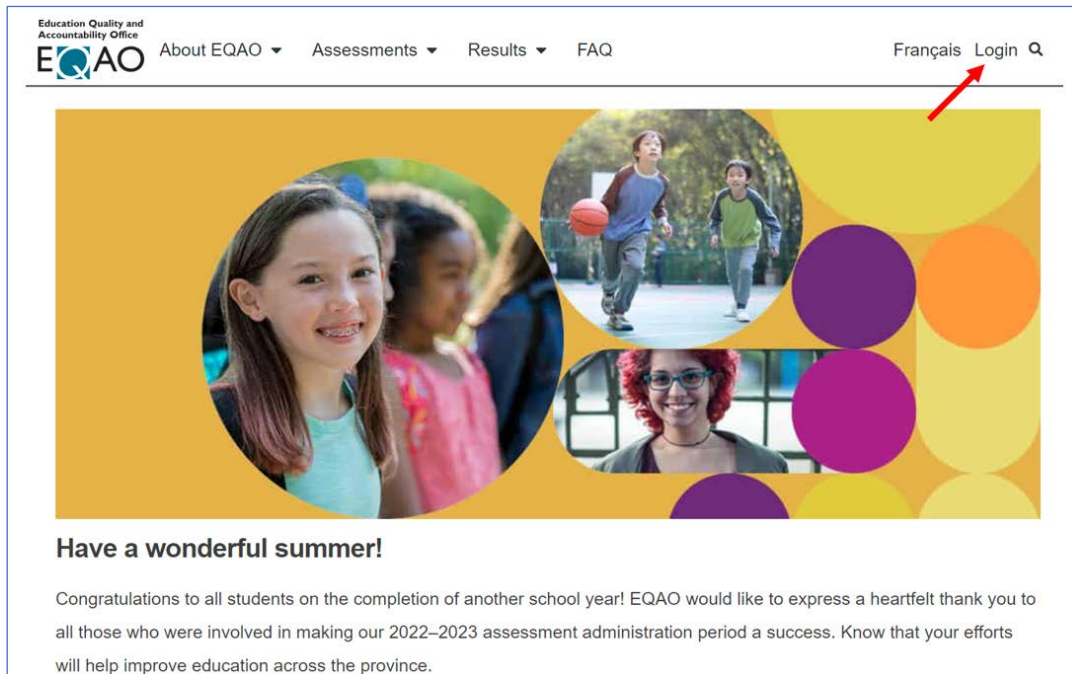 Education Quality and
Accountability Office
EQAO
About EQAO Assessments Results FAQ Français Login
Have a wonderful summer!
Congratulations to all students on the completion of another school year! EQAO would like to express a heartfelt thank you to
all those who were involved in making our 2022–2023 assessment administration period a success. Know that your efforts
will help improve education across the province.